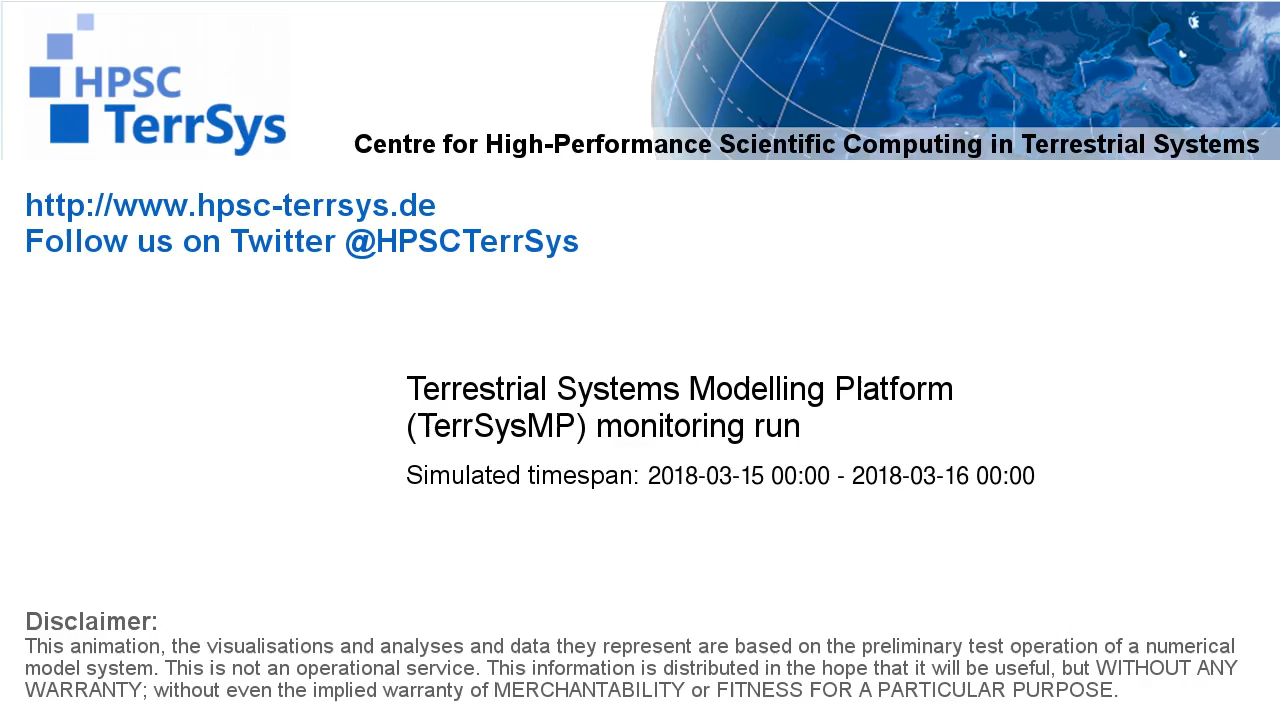 HPSC
TerrSys
Centre for High-Performance Scientific Computing in Terrestrial Systems
http://www.hpsc-terrsys.de
Follow us on Twitter @HPSCTerrSys
Terrestrial Systems Modelling Platform
(TerrSysMP) monitoring run
Simulated timespan: 2018-03-15 00:00 - 2018-03-16 00:00
Disclaimer:
This animation, the visualisations and analyses and data they represent are based on the preliminary test operation of a numerical
model system. This is not an operational service. This information is distributed in the hope that it will be useful, but WITHOUT ANY
WARRANTY; without even the implied warranty of MERCHANTABILITY or FITNESS FOR A PARTICULAR PURPOSE.